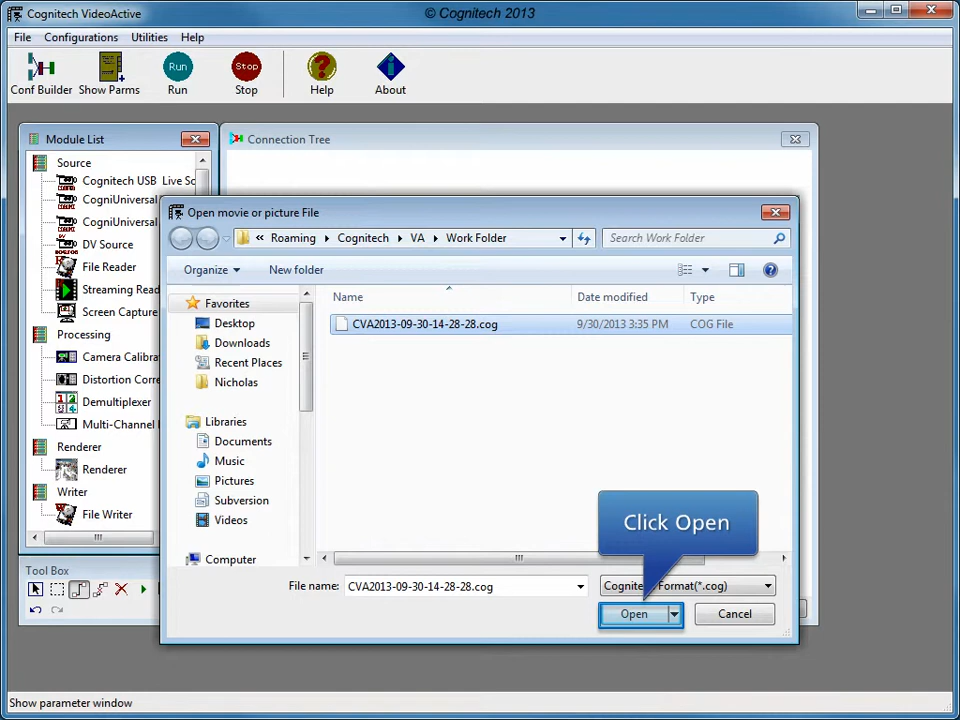 Cognitech VideoActive
© Cognitech 2013
File Configurations Utilities Help
Conf Builder Show Parms Run Run Stop Stop Help About
Module List
Connection Tree
Source
Cognitech USB Live Sc
CogniUniversal
CogniUniversal
DV Source
File Reader
Streaming Read
Screen Capture
Processing
Camera Calibra
Distortion Corre
Demultiplexer
Multi-Channel
Renderer
Renderer
Writer
File Writer
Tool Box
Open movie or picture File
« Roaming Cognitech VA Work Folder
Search Work Folder
Organize New folder
Favorites
Desktop
Downloads
Recent Places
Nicholas
Libraries
Documents
Music
Pictures
Subversion
Videos
Computer
Name Date modified Type
CVA2013-09-30-14-28-28.cog 9/30/2013 3:35 PM COG File
Click Open
File name: CVA2013-09-30-14-28-28.cog
Cognitec Format(*.cog)
Open Cancel
Show parameter window